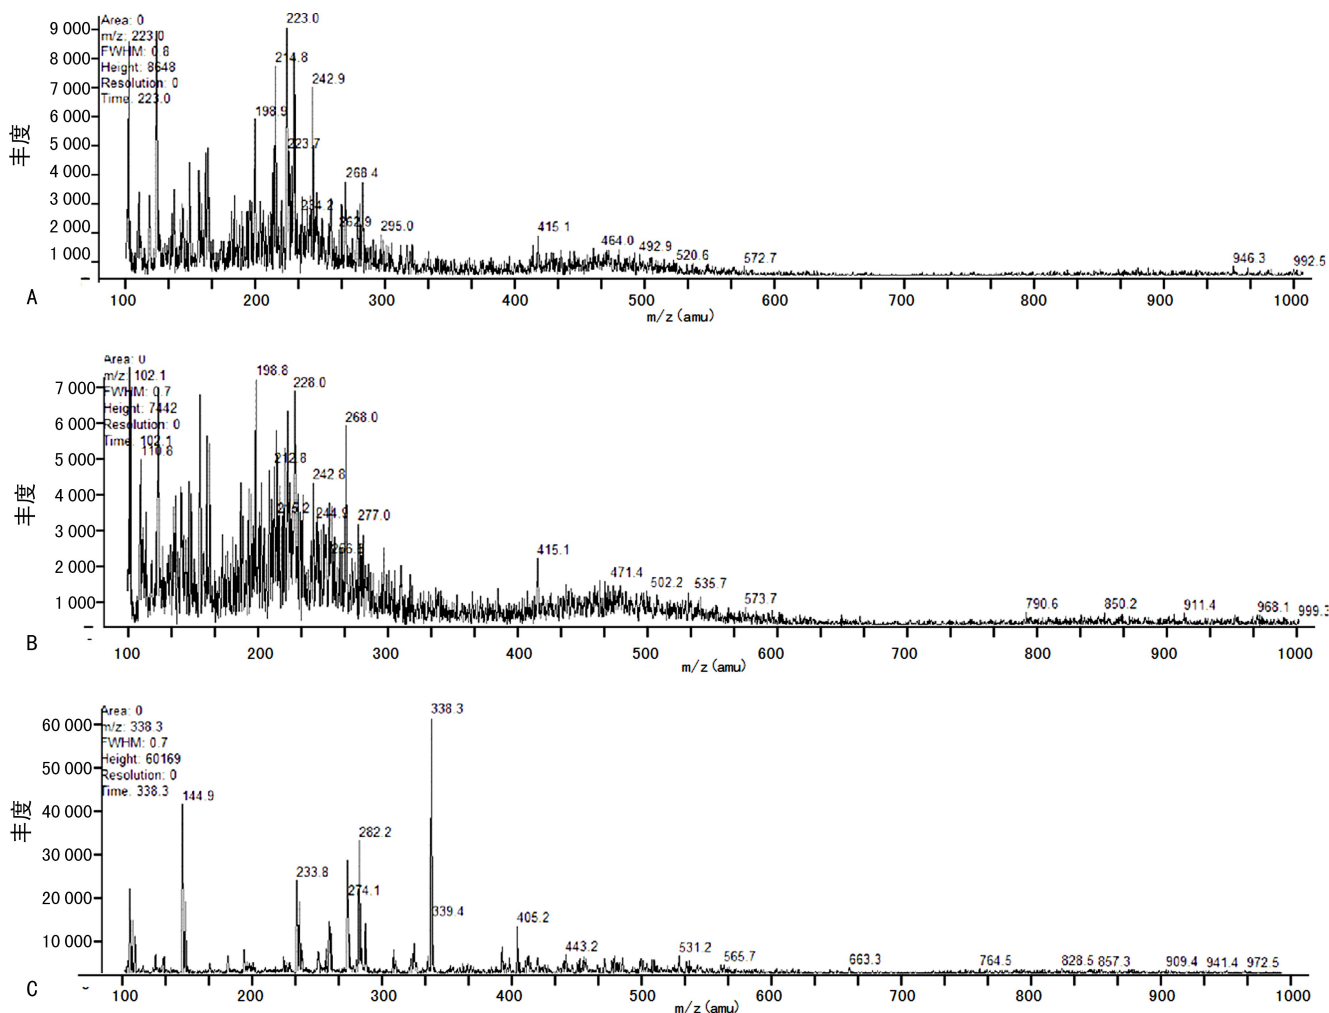 Area: 0
m/z: 223.0
FWHM: 0.8
Height: 8648
Resolution: 0
Time: 223.0
9 000
8 000
7 000
6 000
5 000
4 000
3 000
2 000
1 000
丰度
223.0
214.8
242.9
198.9
223.7
268.4
234.2
262.9
295.0
415.1
464.0
492.9
520.6
572.7
946.3
992.5
100 200 300 400 500 600 700 800 900 1000
m/z(amu)
A
Area: 0
m/z: 102.1
FWHM: 0.7
Height: 7442
Resolution: 0
Time: 102.1
7 000
6 000
5 000
4 000
3 000
2 000
1 000
丰度
110.8
198.8
228.0
268.0
212.8
242.8
215.2
244.9
277.0
415.1
471.4
502.2
535.7
573.7
790.6
850.2
911.4
968.1
999.3
100 200 300 400 500 600 700 800 900 1000
m/z(amu)
B
Area: 0
m/z: 338.3
FWHM: 0.7
Height: 60169
Resolution: 0
Time: 338.3
60 000
50 000
40 000
30 000
20 000
10 000
丰度
338.3
144.9
282.2
233.8
274.1
339.4
405.2
443.2
531.2
565.7
663.3
764.5
828.5
857.3
909.4
941.4
972.5
100 200 300 400 500 600 700 800 900 1000
m/z(amu)
C